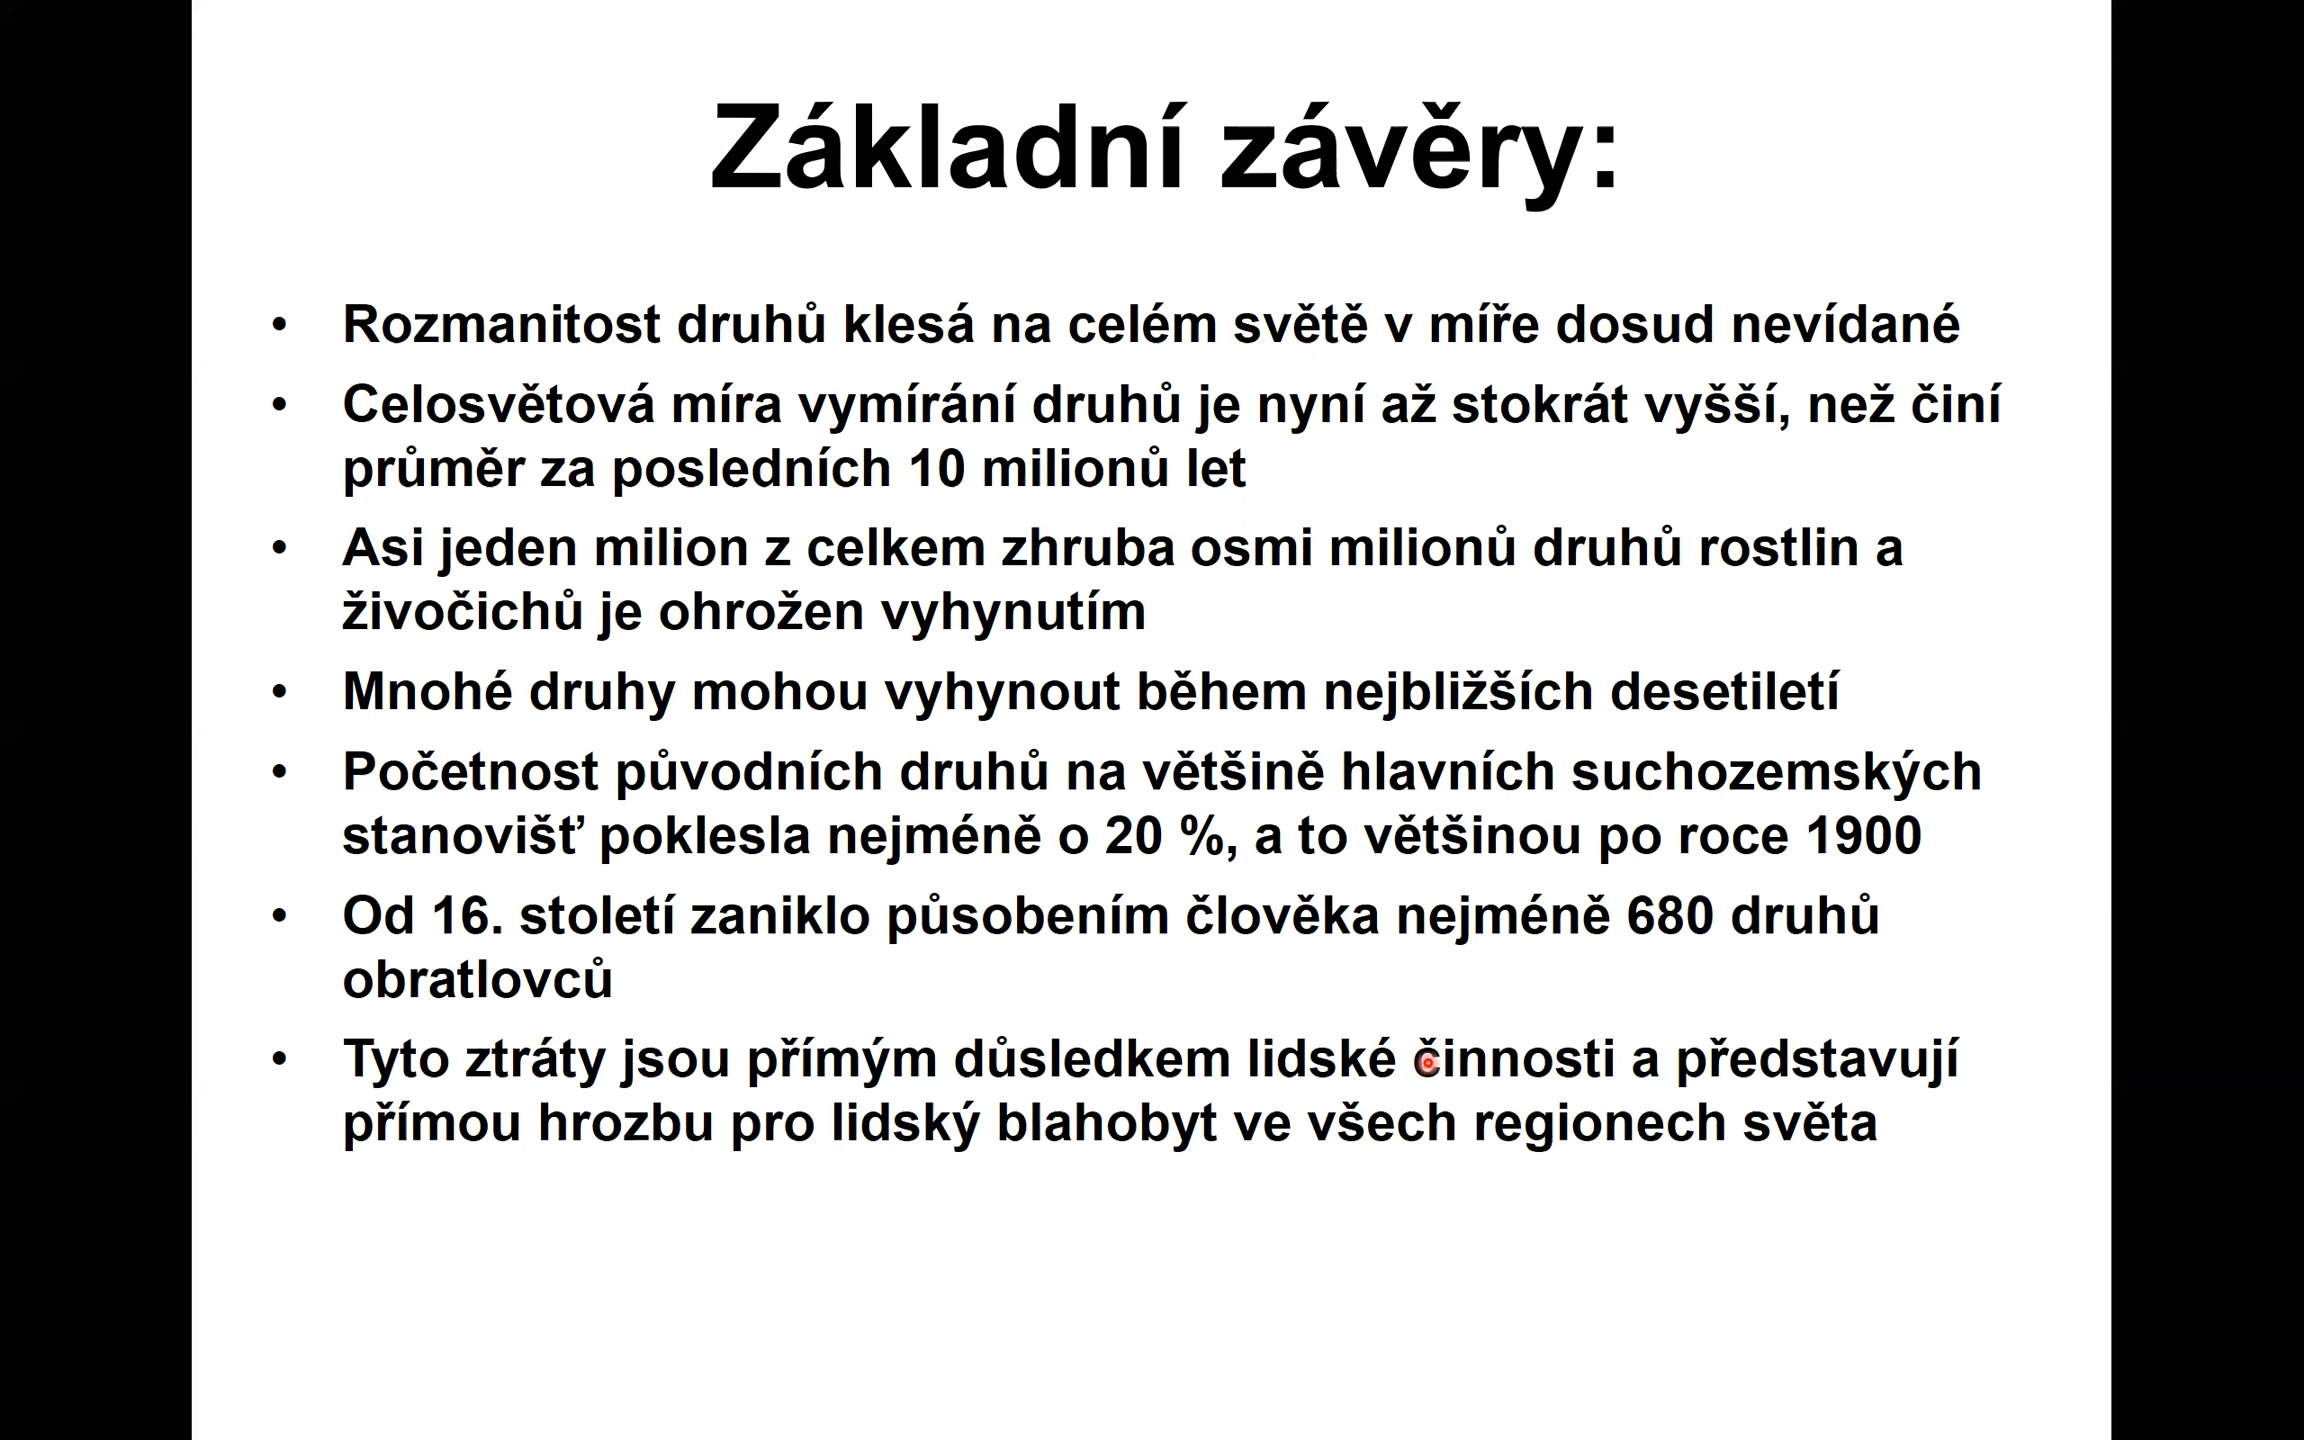 Základní závěry:
• Rozmanitost druhů klesá na celém světě v míře dosud nevídané
• Celosvětová míra vymírání druhů je nyní až stokrát vyšší, než činí
průměr za posledních 10 milionů let
• Asi jeden milion z celkem zhruba osmi milionů druhů rostlin a
živočichů je ohrožen vyhynutím
• Mnohé druhy mohou vyhynout během nejbližších desetiletí
• Početnost původních druhů na většině hlavních suchozemských
stanovišť poklesla nejméně o 20 %, a to většinou po roce 1900
• Od 16. století zaniklo působením člověka nejméně 680 druhů
obratlovců
• Tyto ztráty jsou přímým důsledkem lidské činnosti a představují
přímou hrozbu pro lidský blahobyt ve všech regionech světa